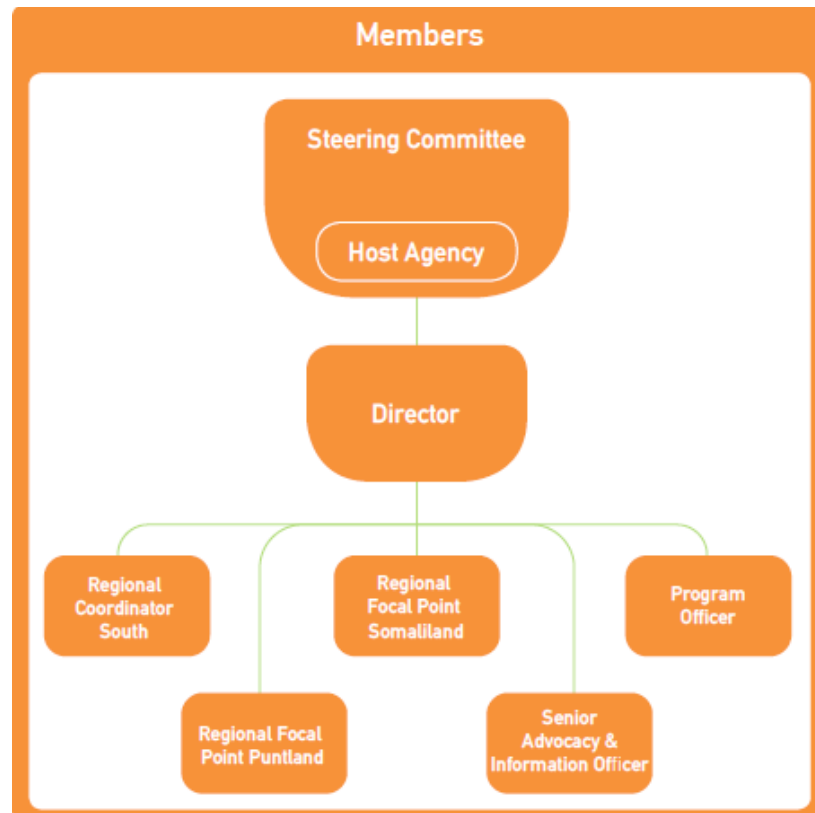 Members
Steering Committee
Host Agency
Director
Regional
Coordinator
South
Regional
Focal Point
Somaliland
Program
Officer
Regional Focal
Point Puntland
Senior
Advocacy &
Information Officer